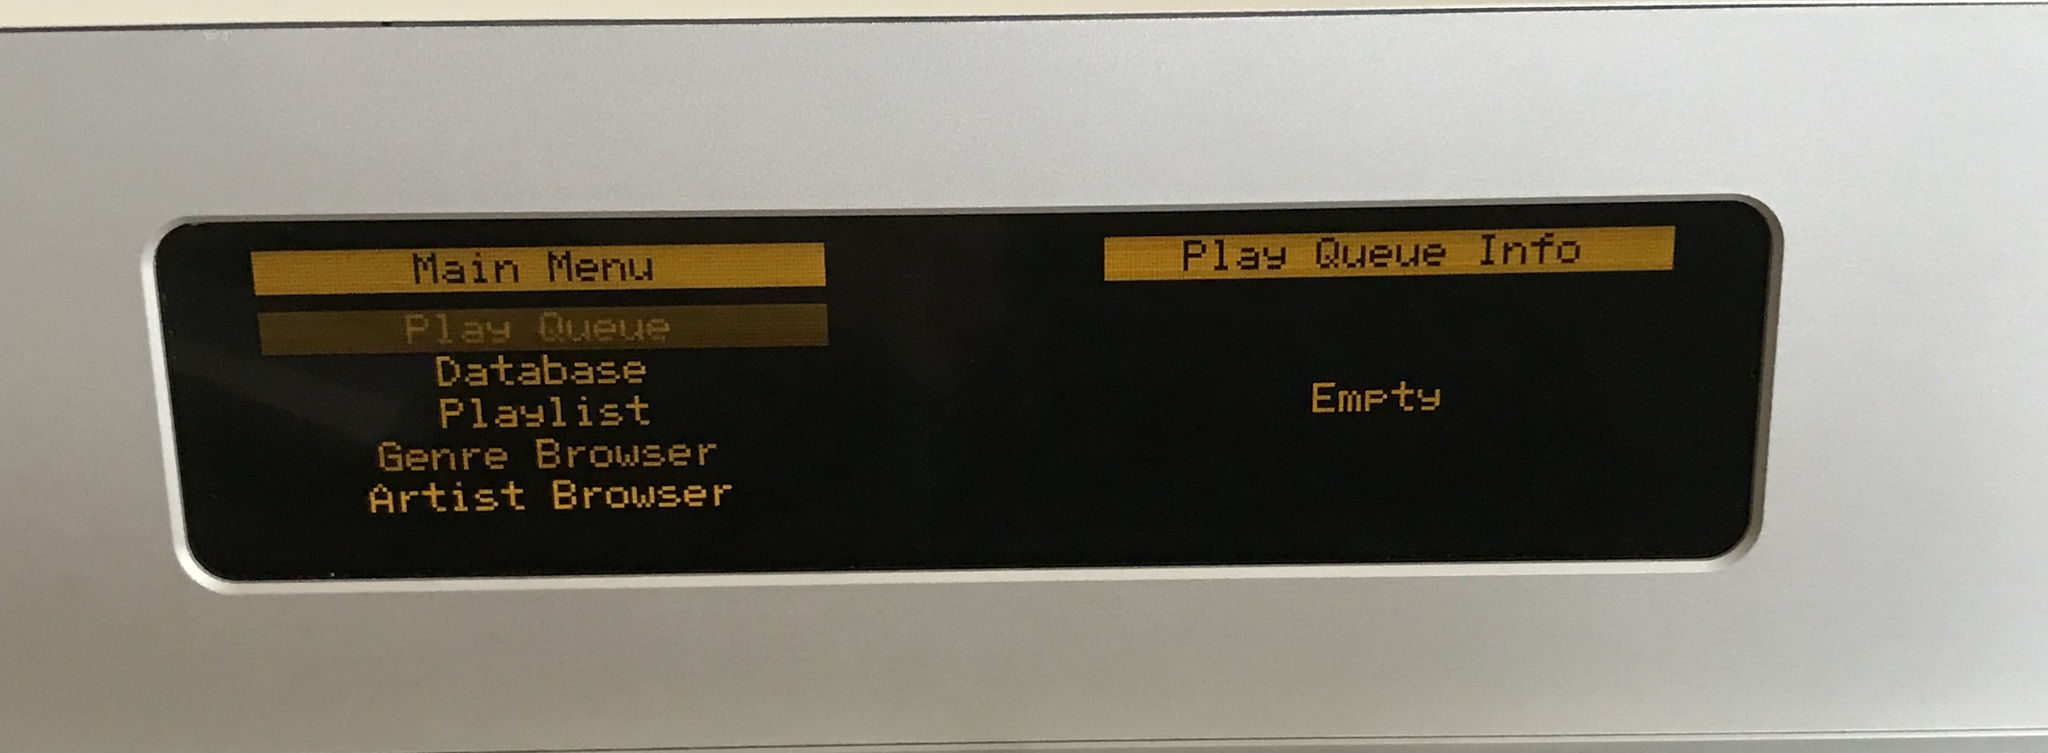 Main Menu
Play Queue
Database
Playlist
Genre Browser
Artist Browser
Play Queue Info
Empty